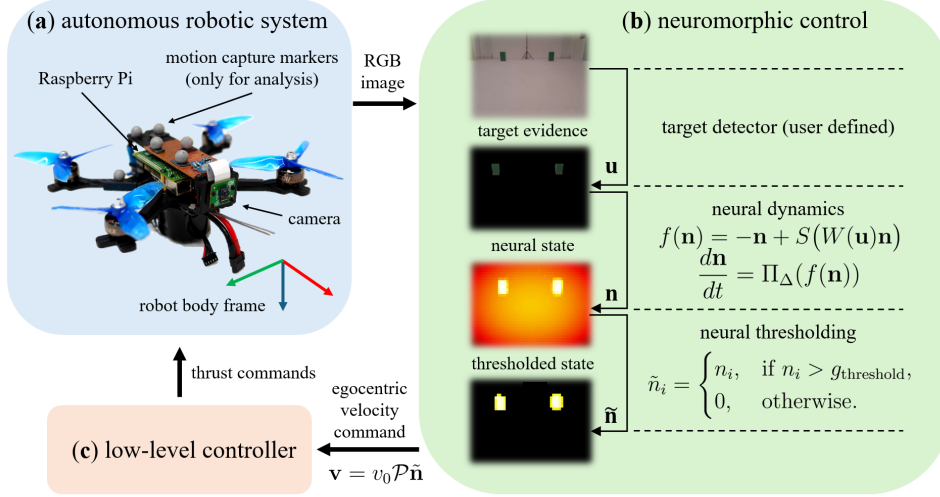 (a) autonomous robotic system
motion capture markers
(only for analysis)
Raspberry Pi
camera
robot body frame
RGB
image
(b) neuromorphic control
target evidence
u
neural state
n
thresholded state
ñ
target detector (user defined)
neural dynamics
f(n) = −n + S(W(u)n)
dn/dt = Π_Δ(f(n))
neural thresholding
ñ_i = { n_i, if n_i > g_threshold,
0, otherwise.
thrust commands
egocentric
velocity
command
v = v_0 𝒫ñ
(c) low-level controller